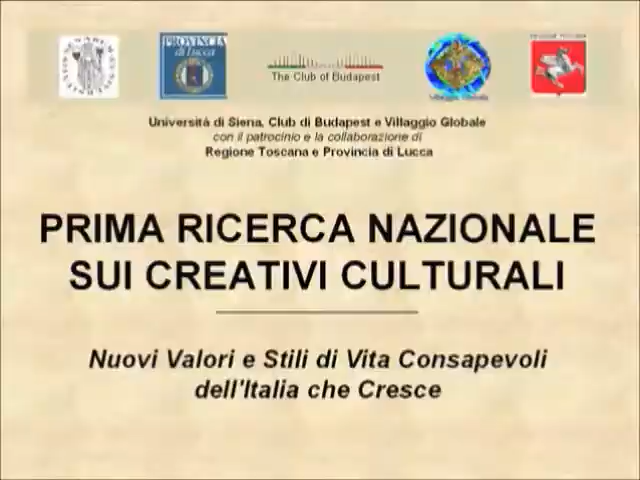 PROVINCIA
di Lucca
The Club of Budapest
Villaggio Globale
REGIONE TOSCANA
Università di Siena, Club di Budapest e Villaggio Globale
con il patrocinio e la collaborazione di
Regione Toscana e Provincia di Lucca
PRIMA RICERCA NAZIONALE
SUI CREATIVI CULTURALI
Nuovi Valori e Stili di Vita Consapevoli
dell'Italia che Cresce